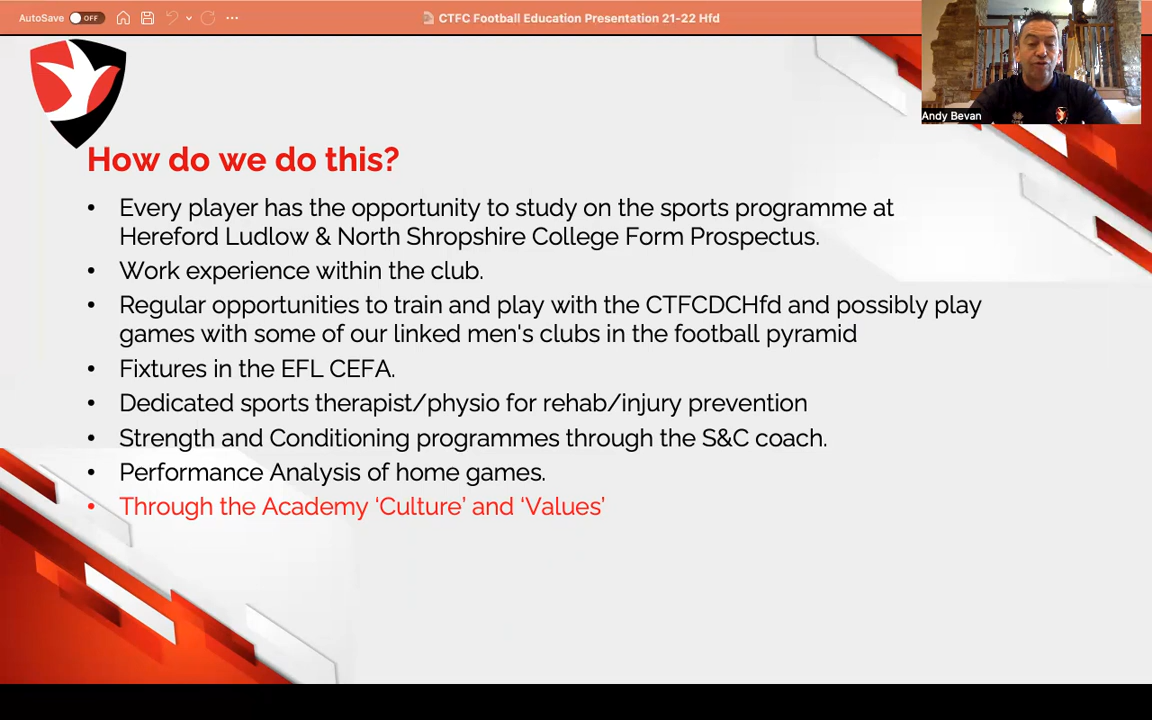 AutoSave OFF
CTFC Football Education Presentation 21-22 Hfd
Andy Bevan
How do we do this?
• Every player has the opportunity to study on the sports programme at
Hereford Ludlow & North Shropshire College Form Prospectus.
• Work experience within the club.
• Regular opportunities to train and play with the CTFCDCHfd and possibly play
games with some of our linked men's clubs in the football pyramid
• Fixtures in the EFL CEFA.
• Dedicated sports therapist/physio for rehab/injury prevention
• Strength and Conditioning programmes through the S&C coach.
• Performance Analysis of home games.
• Through the Academy ‘Culture’ and ‘Values’